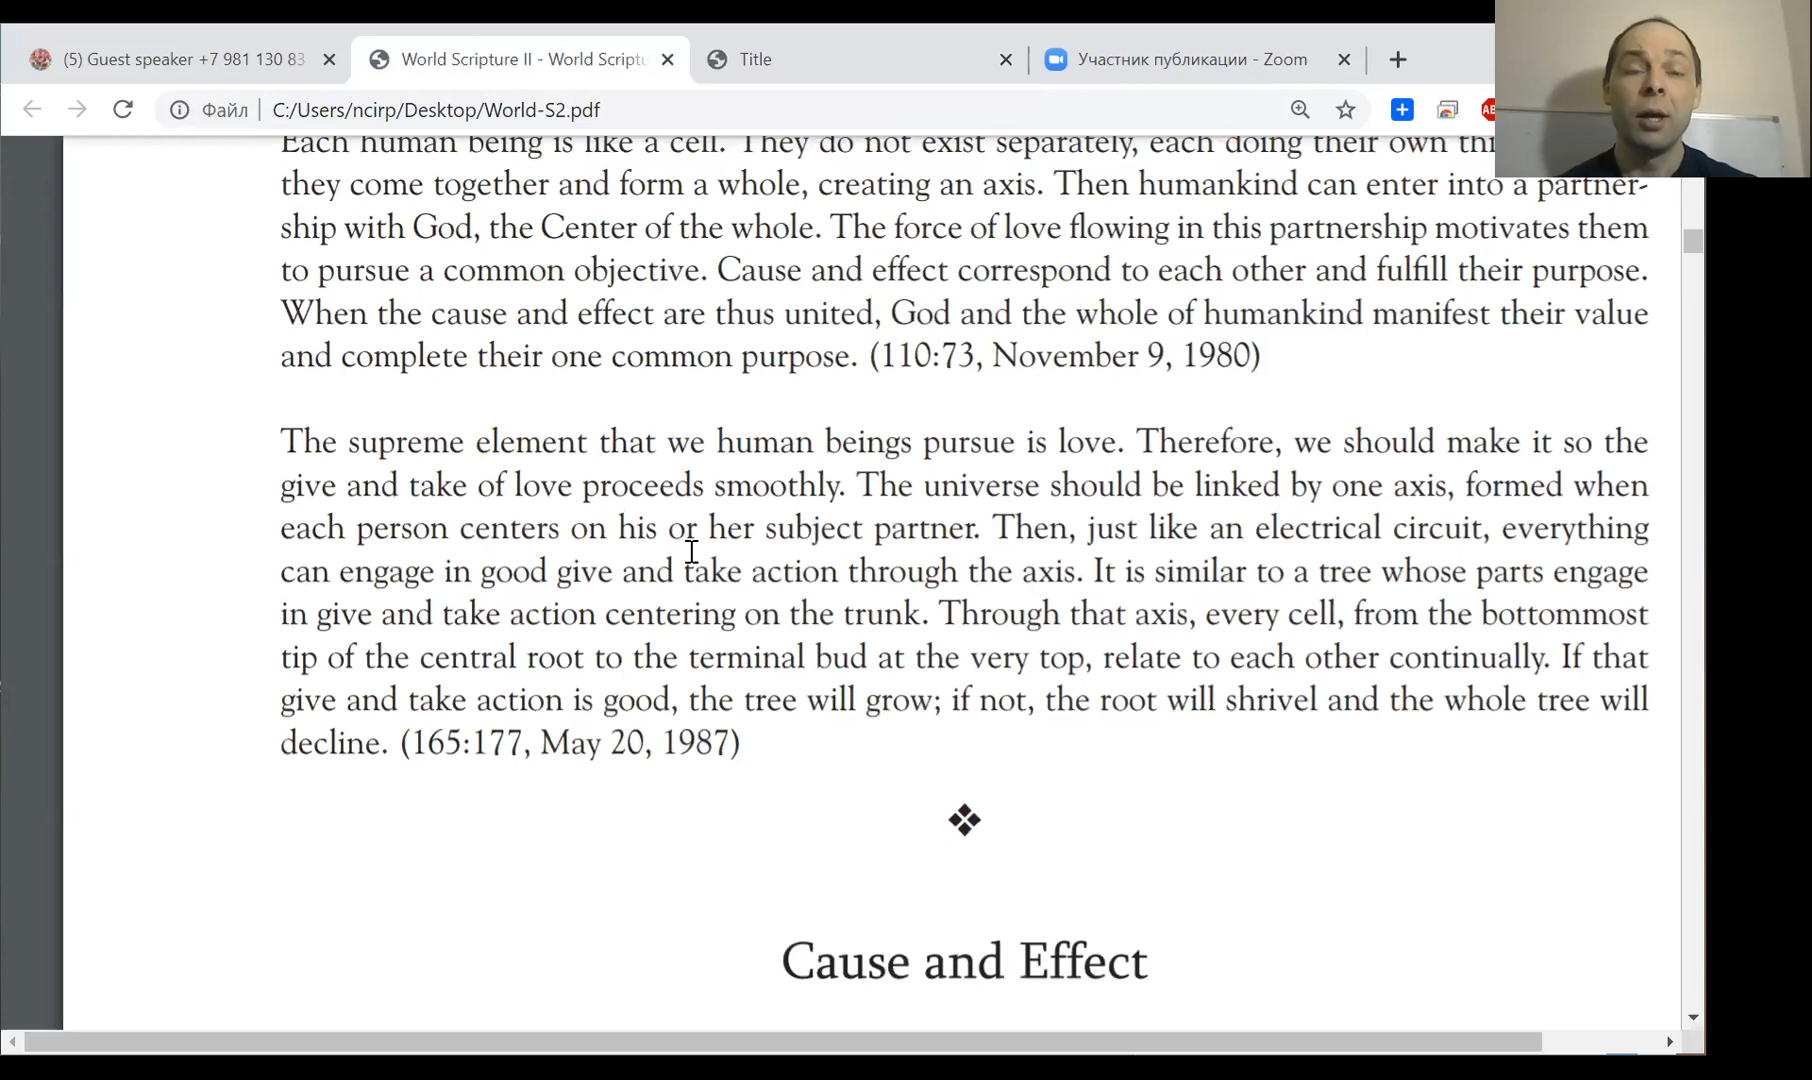 (5) Guest speaker +7 981 130 83
World Scripture II - World Scriptu
Title
Участник публикации - Zoom
Файл
C:/Users/ncirp/Desktop/World-S2.pdf
Each human being is like a cell. They do not exist separately, each doing their own thi
they come together and form a whole, creating an axis. Then humankind can enter into a partner-
ship with God, the Center of the whole. The force of love flowing in this partnership motivates them
to pursue a common objective. Cause and effect correspond to each other and fulfill their purpose.
When the cause and effect are thus united, God and the whole of humankind manifest their value
and complete their one common purpose. (110:73, November 9, 1980)
The supreme element that we human beings pursue is love. Therefore, we should make it so the
give and take of love proceeds smoothly. The universe should be linked by one axis, formed when
each person centers on his or her subject partner. Then, just like an electrical circuit, everything
can engage in good give and take action through the axis. It is similar to a tree whose parts engage
in give and take action centering on the trunk. Through that axis, every cell, from the bottommost
tip of the central root to the terminal bud at the very top, relate to each other continually. If that
give and take action is good, the tree will grow; if not, the root will shrivel and the whole tree will
decline. (165:177, May 20, 1987)
Cause and Effect